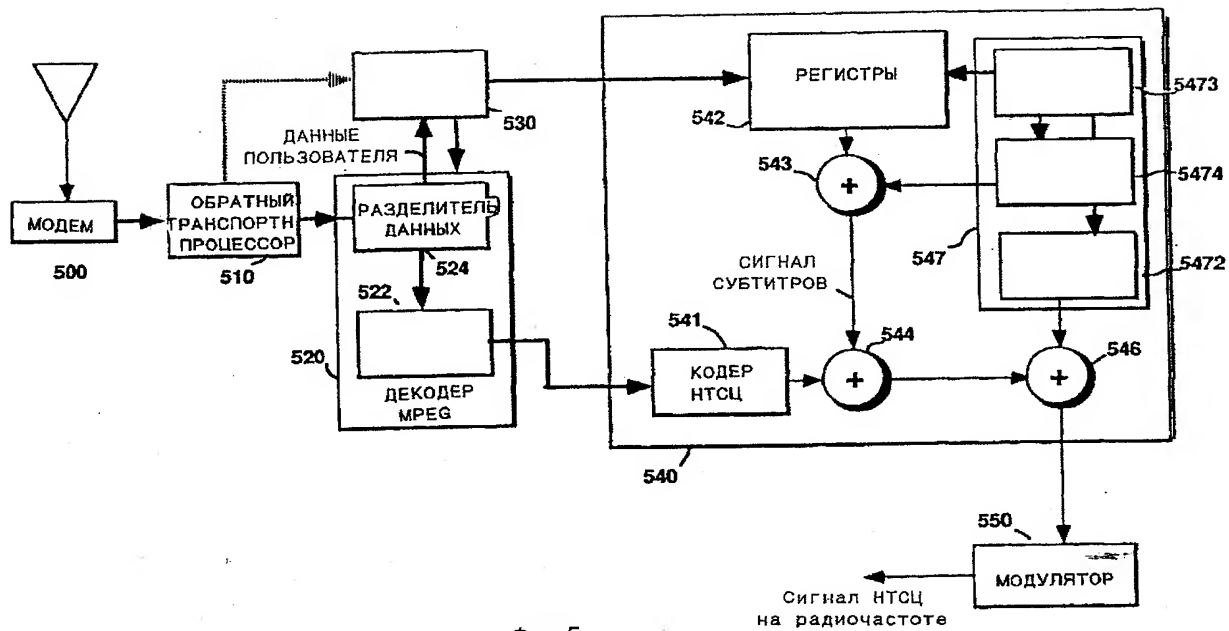 РЕГИСТРЫ
5473
530
542
ДАННЫЕ
ПОЛЬЗОВАТЕЛЯ
543
+
5474
МОДЕМ
500
ОБРАТНЫЙ
ТРАНСПОРТН
ПРОЦЕССОР
510
РАЗДЕЛИТЕЛЬ
ДАННЫХ
524
547
5472
СИГНАЛ
СУБТИТРОВ
522
520
ДЕКОДЕР
MPEG
541
КОДЕР
НТСЦ
544
+
546
+
540
550
МОДУЛЯТОР
Сигнал НТСЦ
на радиочастоте